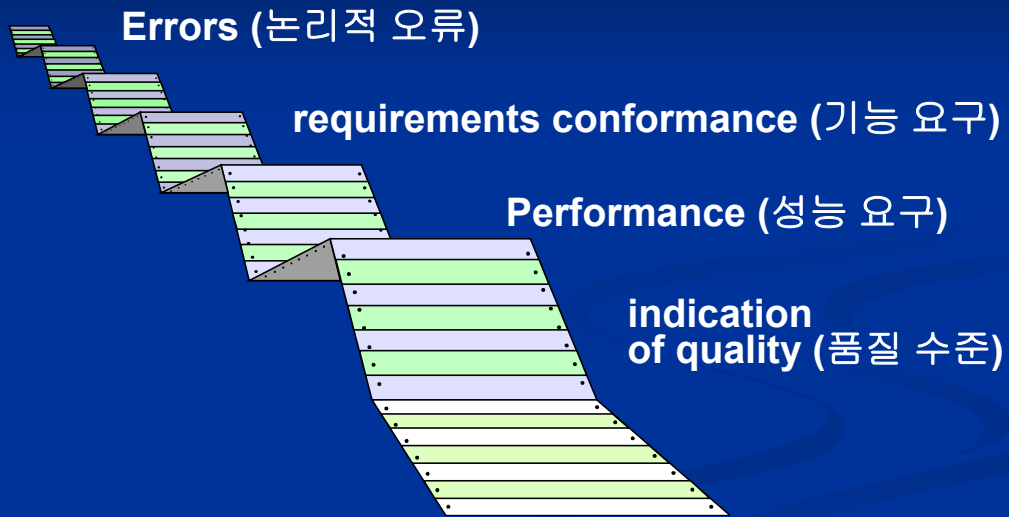 Errors (논리적 오류)
requirements conformance (기능 요구)
Performance (성능 요구)
indication
of quality (품질 수준)